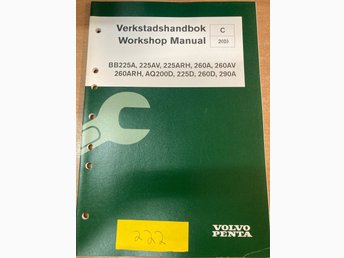 Verkstadshandbok
Workshop Manual
C
2(0)
BB225A, 225AV, 225ARH, 260A, 260AV
260ARH, AQ200D, 225D, 260D, 290A
222
VOLVO
PENTA